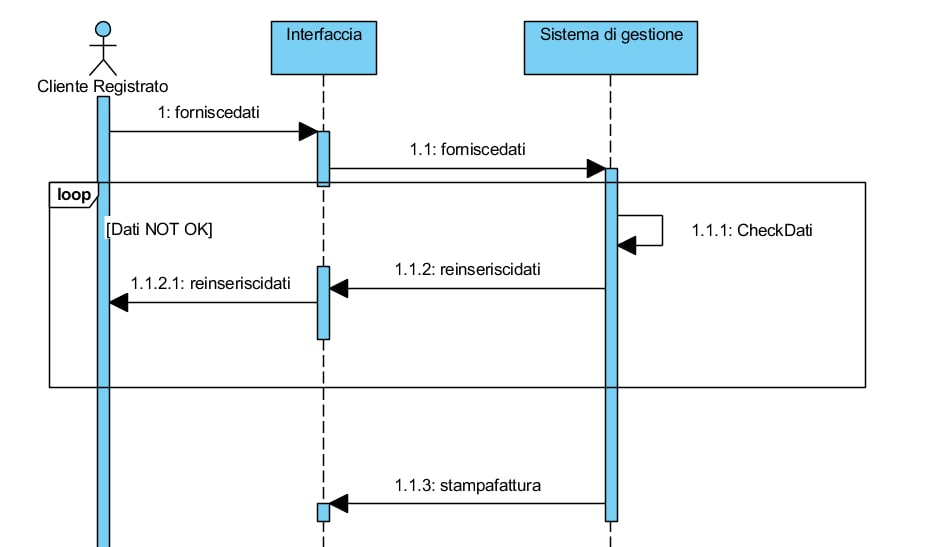 Interfaccia
Sistema di gestione
Cliente Registrato
1: forniscedati
1.1: forniscedati
loop
[Dati NOT OK]
1.1.1: CheckDati
1.1.2: reinseriscidati
1.1.2.1: reinseriscidati
1.1.3: stampafattura